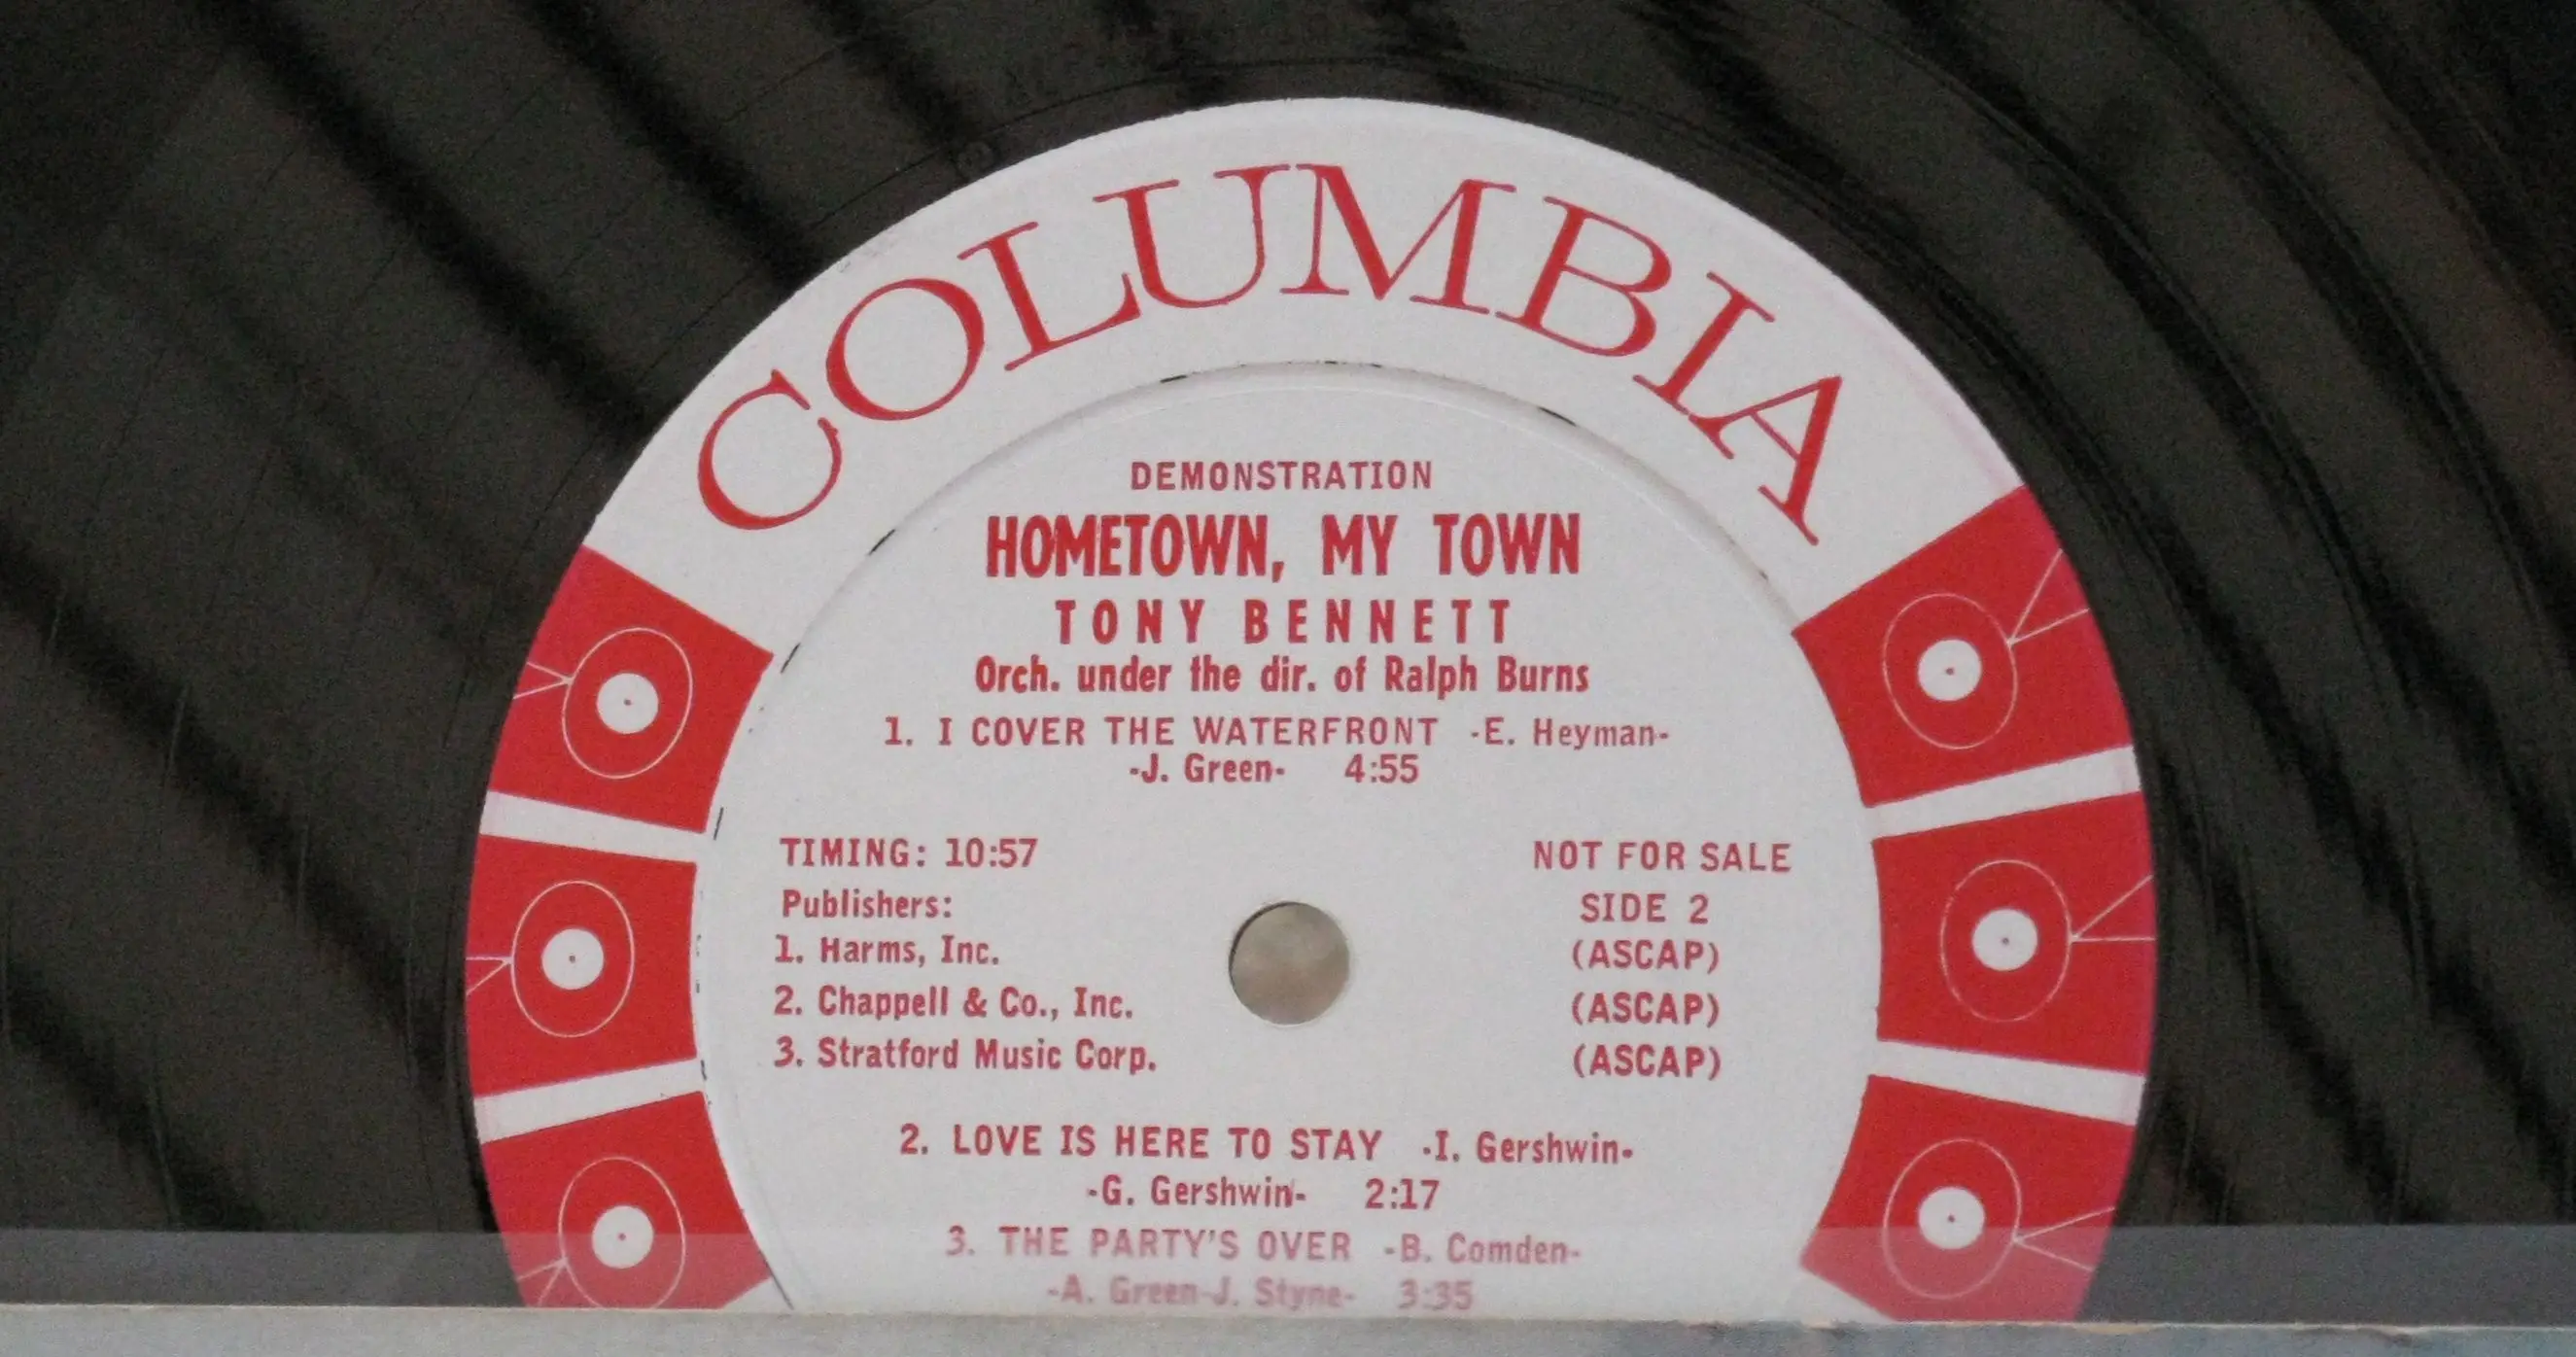 COLUMBIA
DEMONSTRATION
HOMETOWN, MY TOWN
TONY BENNETT
Orch. under the dir. of Ralph Burns
1. I COVER THE WATERFRONT -E. Heyman-
-J. Green- 4:55
TIMING: 10:57
NOT FOR SALE
Publishers:
SIDE 2
1. Harms, Inc. (ASCAP)
2. Chappell & Co., Inc. (ASCAP)
3. Stratford Music Corp. (ASCAP)
2. LOVE IS HERE TO STAY -I. Gershwin-
-G. Gershwin- 2:17
3. THE PARTY'S OVER -B. Comden-
-A. Green-J. Styne- 3:35